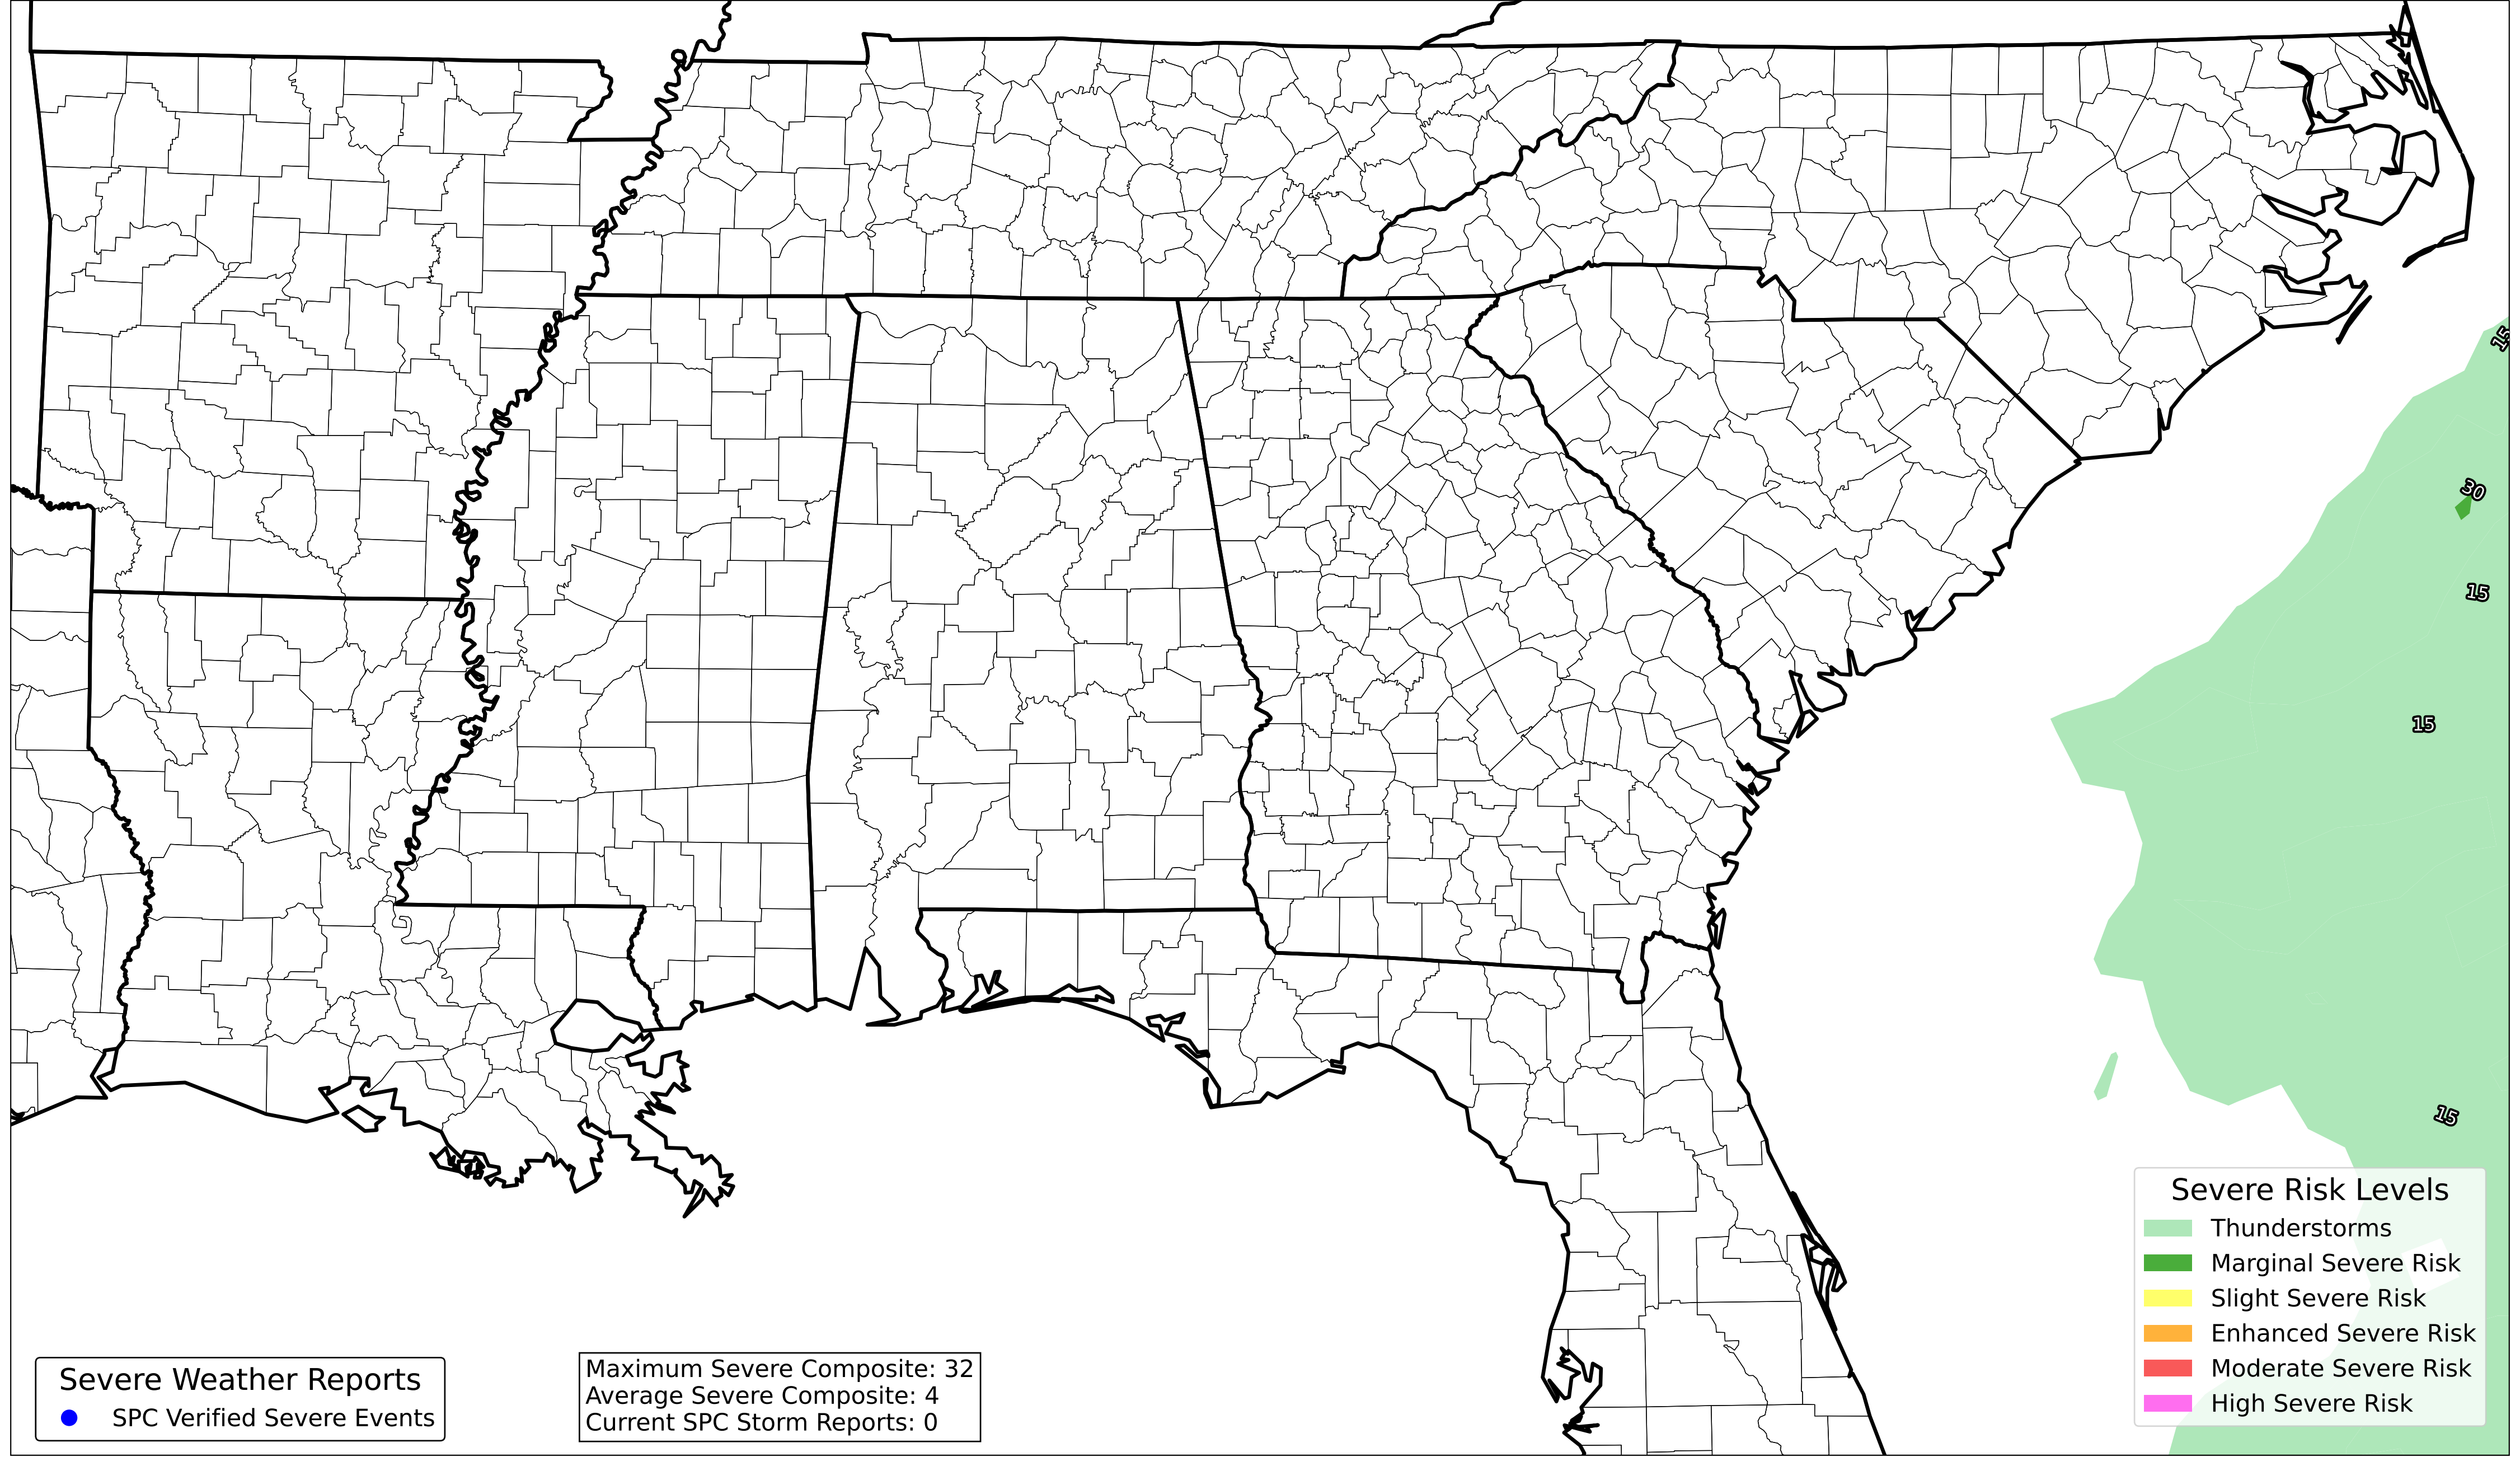 15
30
15
15
15
Severe Risk Levels
Thunderstorms
Marginal Severe Risk
Slight Severe Risk
Enhanced Severe Risk
Moderate Severe Risk
High Severe Risk
Severe Weather Reports
SPC Verified Severe Events
Maximum Severe Composite: 32
Average Severe Composite: 4
Current SPC Storm Reports: 0